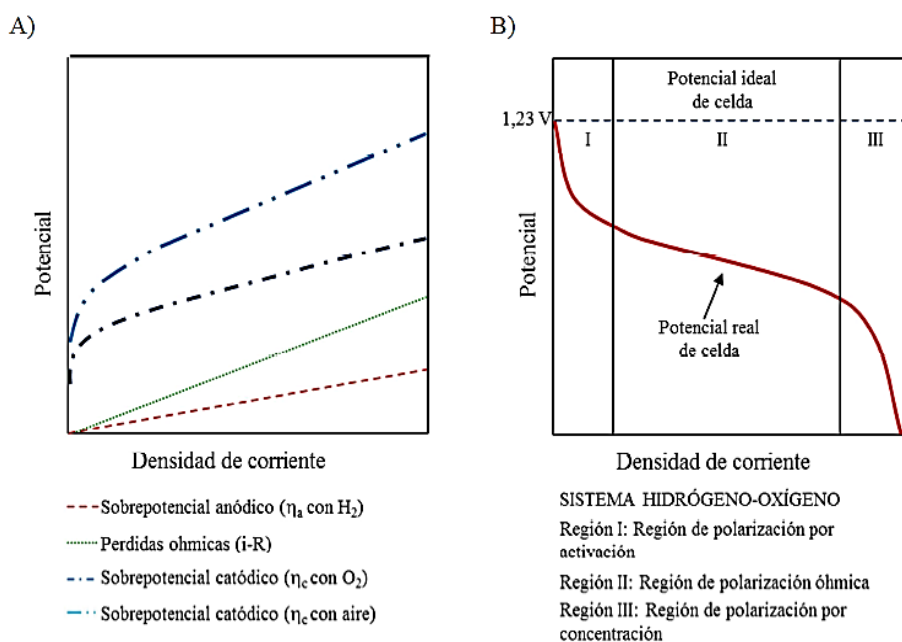 A)
Potencial
Densidad de corriente
Sobrepotencial anódico (ηa con H2)
Perdidas ohmicas (i-R)
Sobrepotencial catódico (ηc con O2)
Sobrepotencial catódico (ηc con aire)
B)
Potencial ideal
de celda
1,23 V
I
II
III
Potencial
Potencial real
de celda
Densidad de corriente
SISTEMA HIDRÓGENO-OXÍGENO
Región I: Región de polarización por
activación
Región II: Región de polarización óhmica
Región III: Región de polarización por
concentración